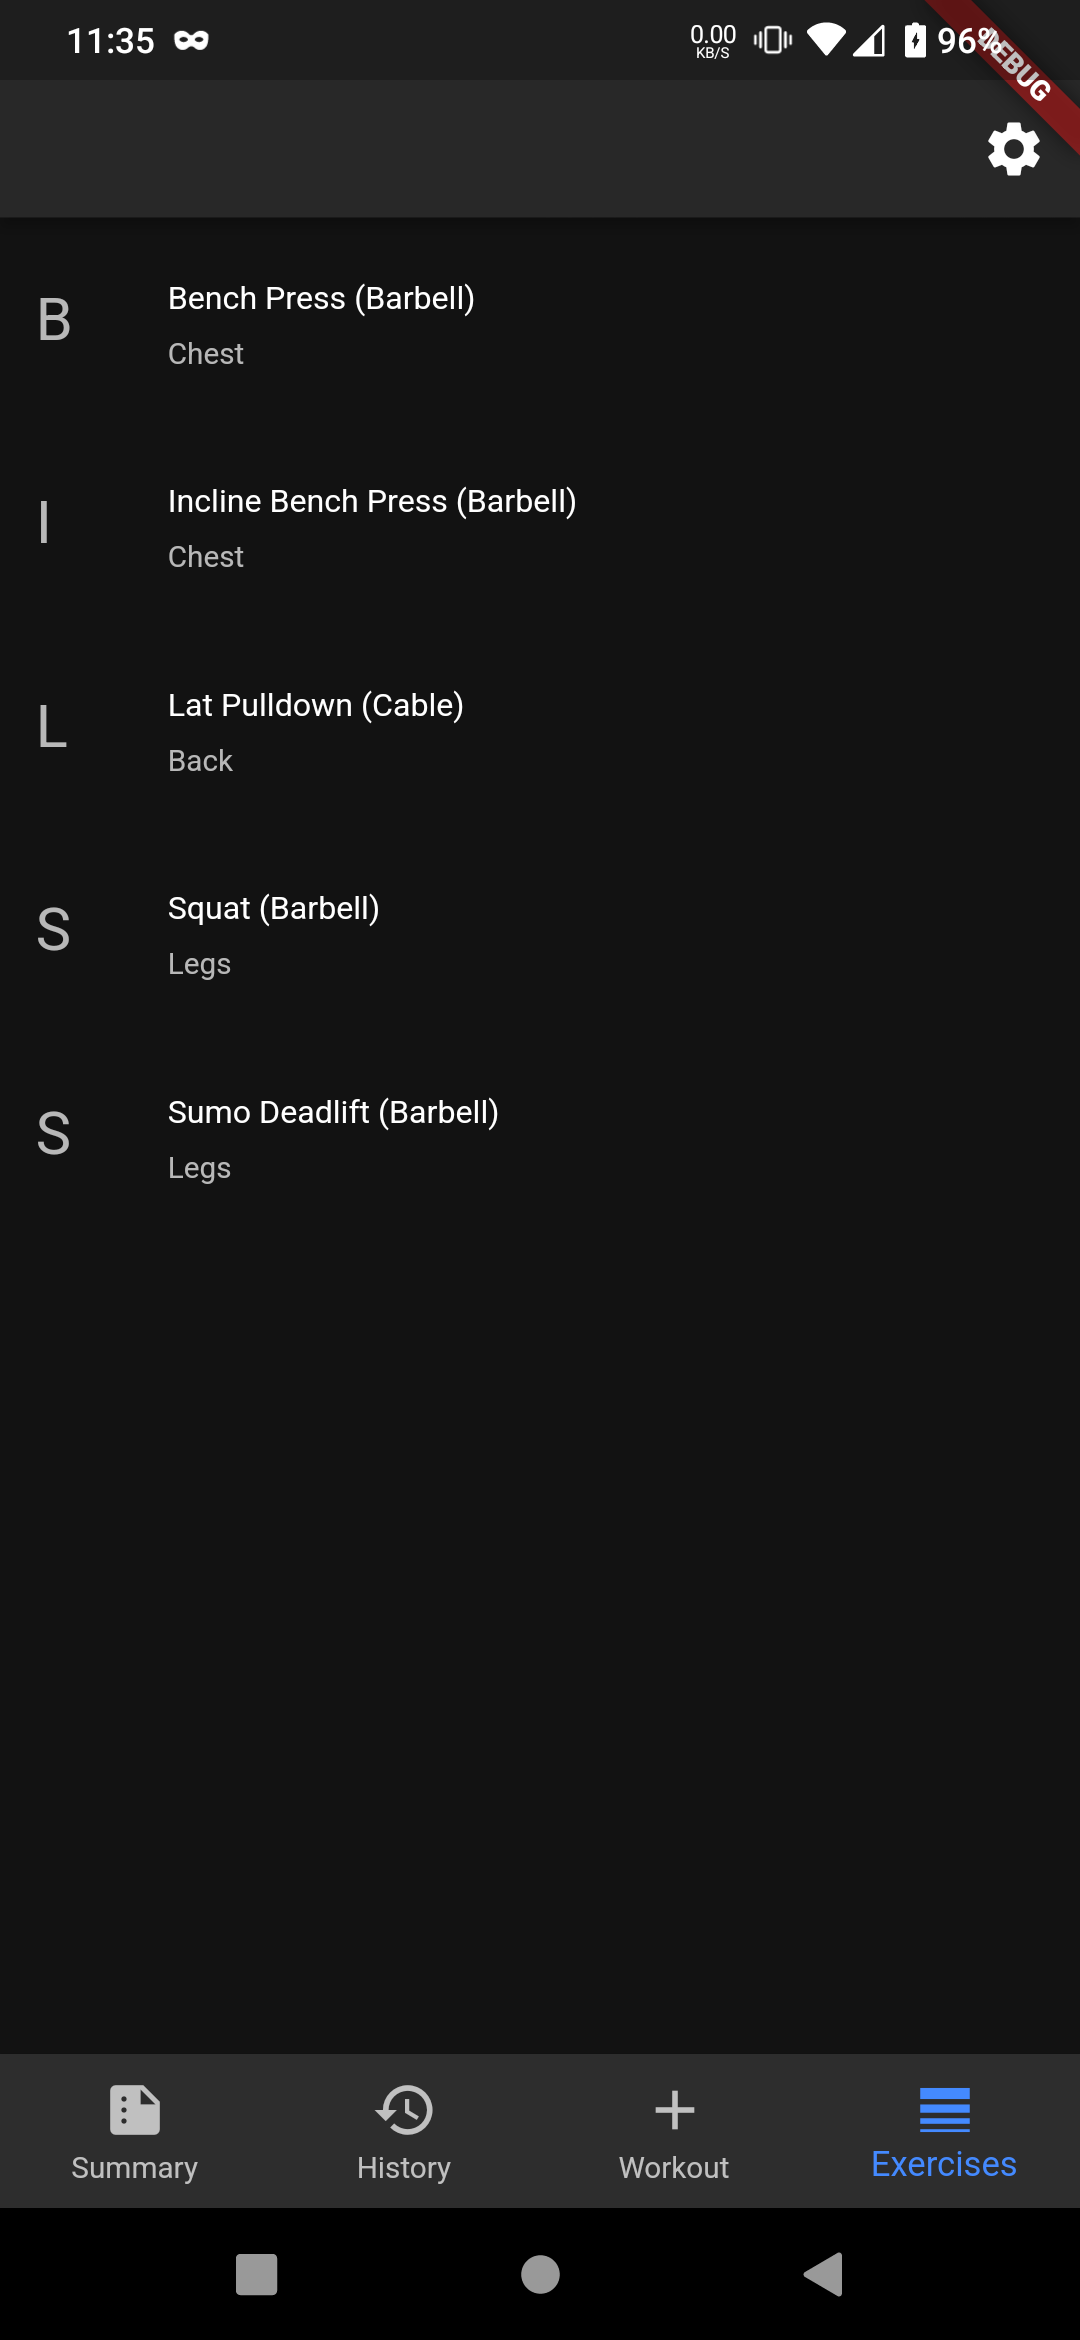 11:35
0.00
KB/S
96%
DEBUG
B
Bench Press (Barbell)
Chest
I
Incline Bench Press (Barbell)
Chest
L
Lat Pulldown (Cable)
Back
S
Squat (Barbell)
Legs
S
Sumo Deadlift (Barbell)
Legs
Summary
History
Workout
Exercises